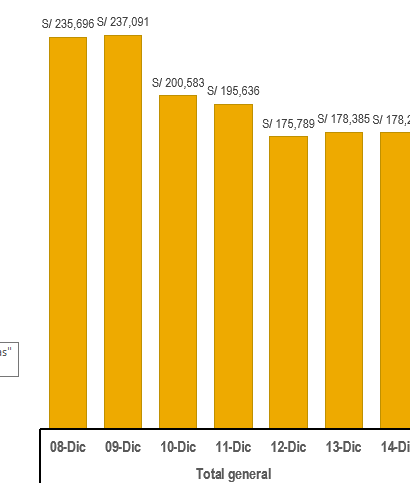 S/ 235,696 S/ 237,091
S/ 200,583
S/ 195,636
S/ 175,789
S/ 178,385
08-Dic 09-Dic 10-Dic 11-Dic 12-Dic 13-Dic
Total general